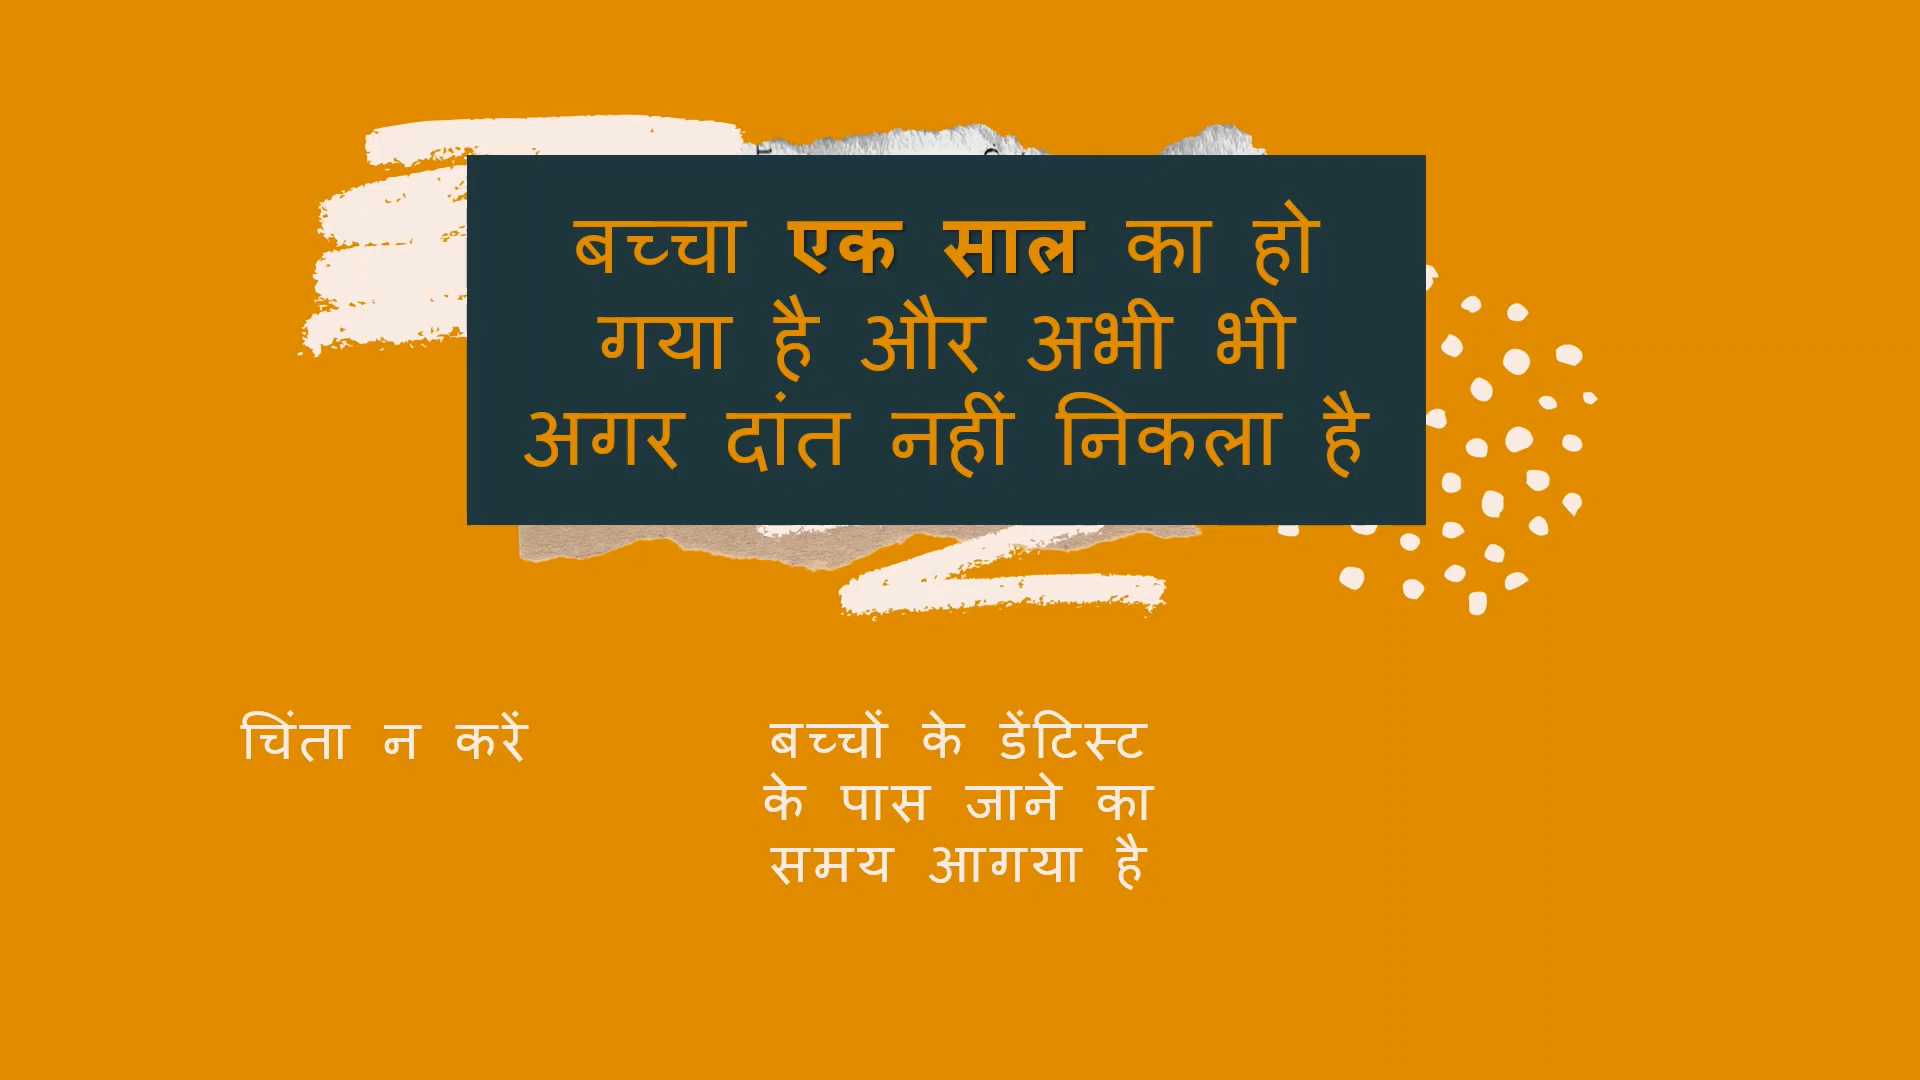 बच्चा एक साल का हो
गया है और अभी भी
अगर दांत नहीं निकला है
चिंता न करें
बच्चों के डेंटिस्ट
के पास जाने का
समय आगया है